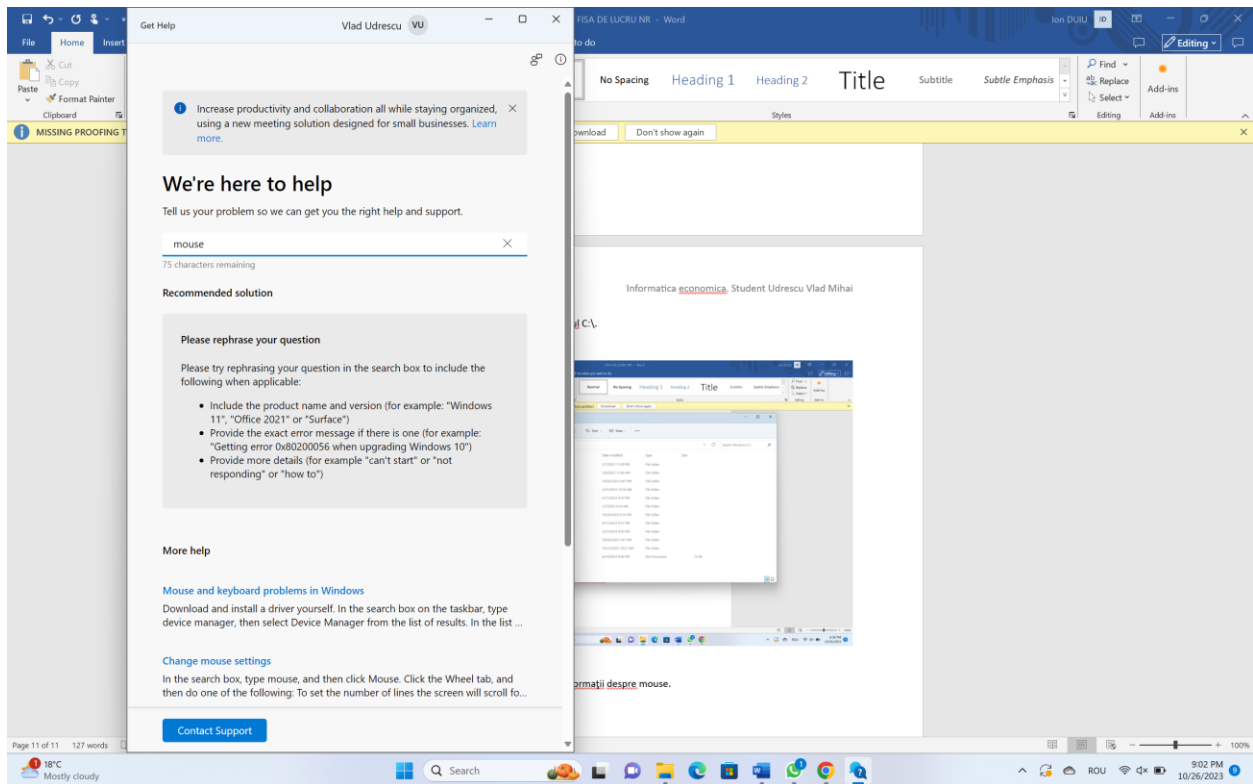 Get Help
Vlad Udrescu VU
FISA DE LUCRU NR - Word
Ion DUIU ID
File Home Insert
to do
Editing
Cut
Copy
Paste
Format Painter
Clipboard
No Spacing Heading 1 Heading 2 Title Subtitle Subtle Emphasis
Styles
Find
Replace
Select
Editing
Add-ins
Add-ins
MISSING PROOFING T
ownload Don't show again
Increase productivity and collaboration all while staying organized,
using a new meeting solution designed for small businesses. Learn
more.
We're here to help
Tell us your problem so we can get you the right help and support.
mouse
75 characters remaining
Recommended solution
Please rephrase your question
Please try rephrasing your question in the search box to include the
following when applicable:
• Include the product name and version (for example: "Windows
11", "Office 2021" or "Surface")
• Provide the exact error message if there is one (for example:
"Getting error 0x80200056 when upgrading Windows 10")
• Provide more details (for example "can't start" or "not
responding" or "how to")
More help
Mouse and keyboard problems in Windows
Download and install a driver yourself. In the search box on the taskbar, type
device manager, then select Device Manager from the list of results. In the list ...
Change mouse settings
In the search box, type mouse, and then click Mouse. Click the Wheel tab, and
then do one of the following: To set the number of lines the screen will scroll fo...
Contact Support
Informatica economica, Student Udrescu Vlad Mihai
ul C:\.
Title
ormații despre mouse.
Page 11 of 11 127 words
100%
1
18°C
Mostly cloudy
Search
ROU
9:02 PM
10/26/2023
9